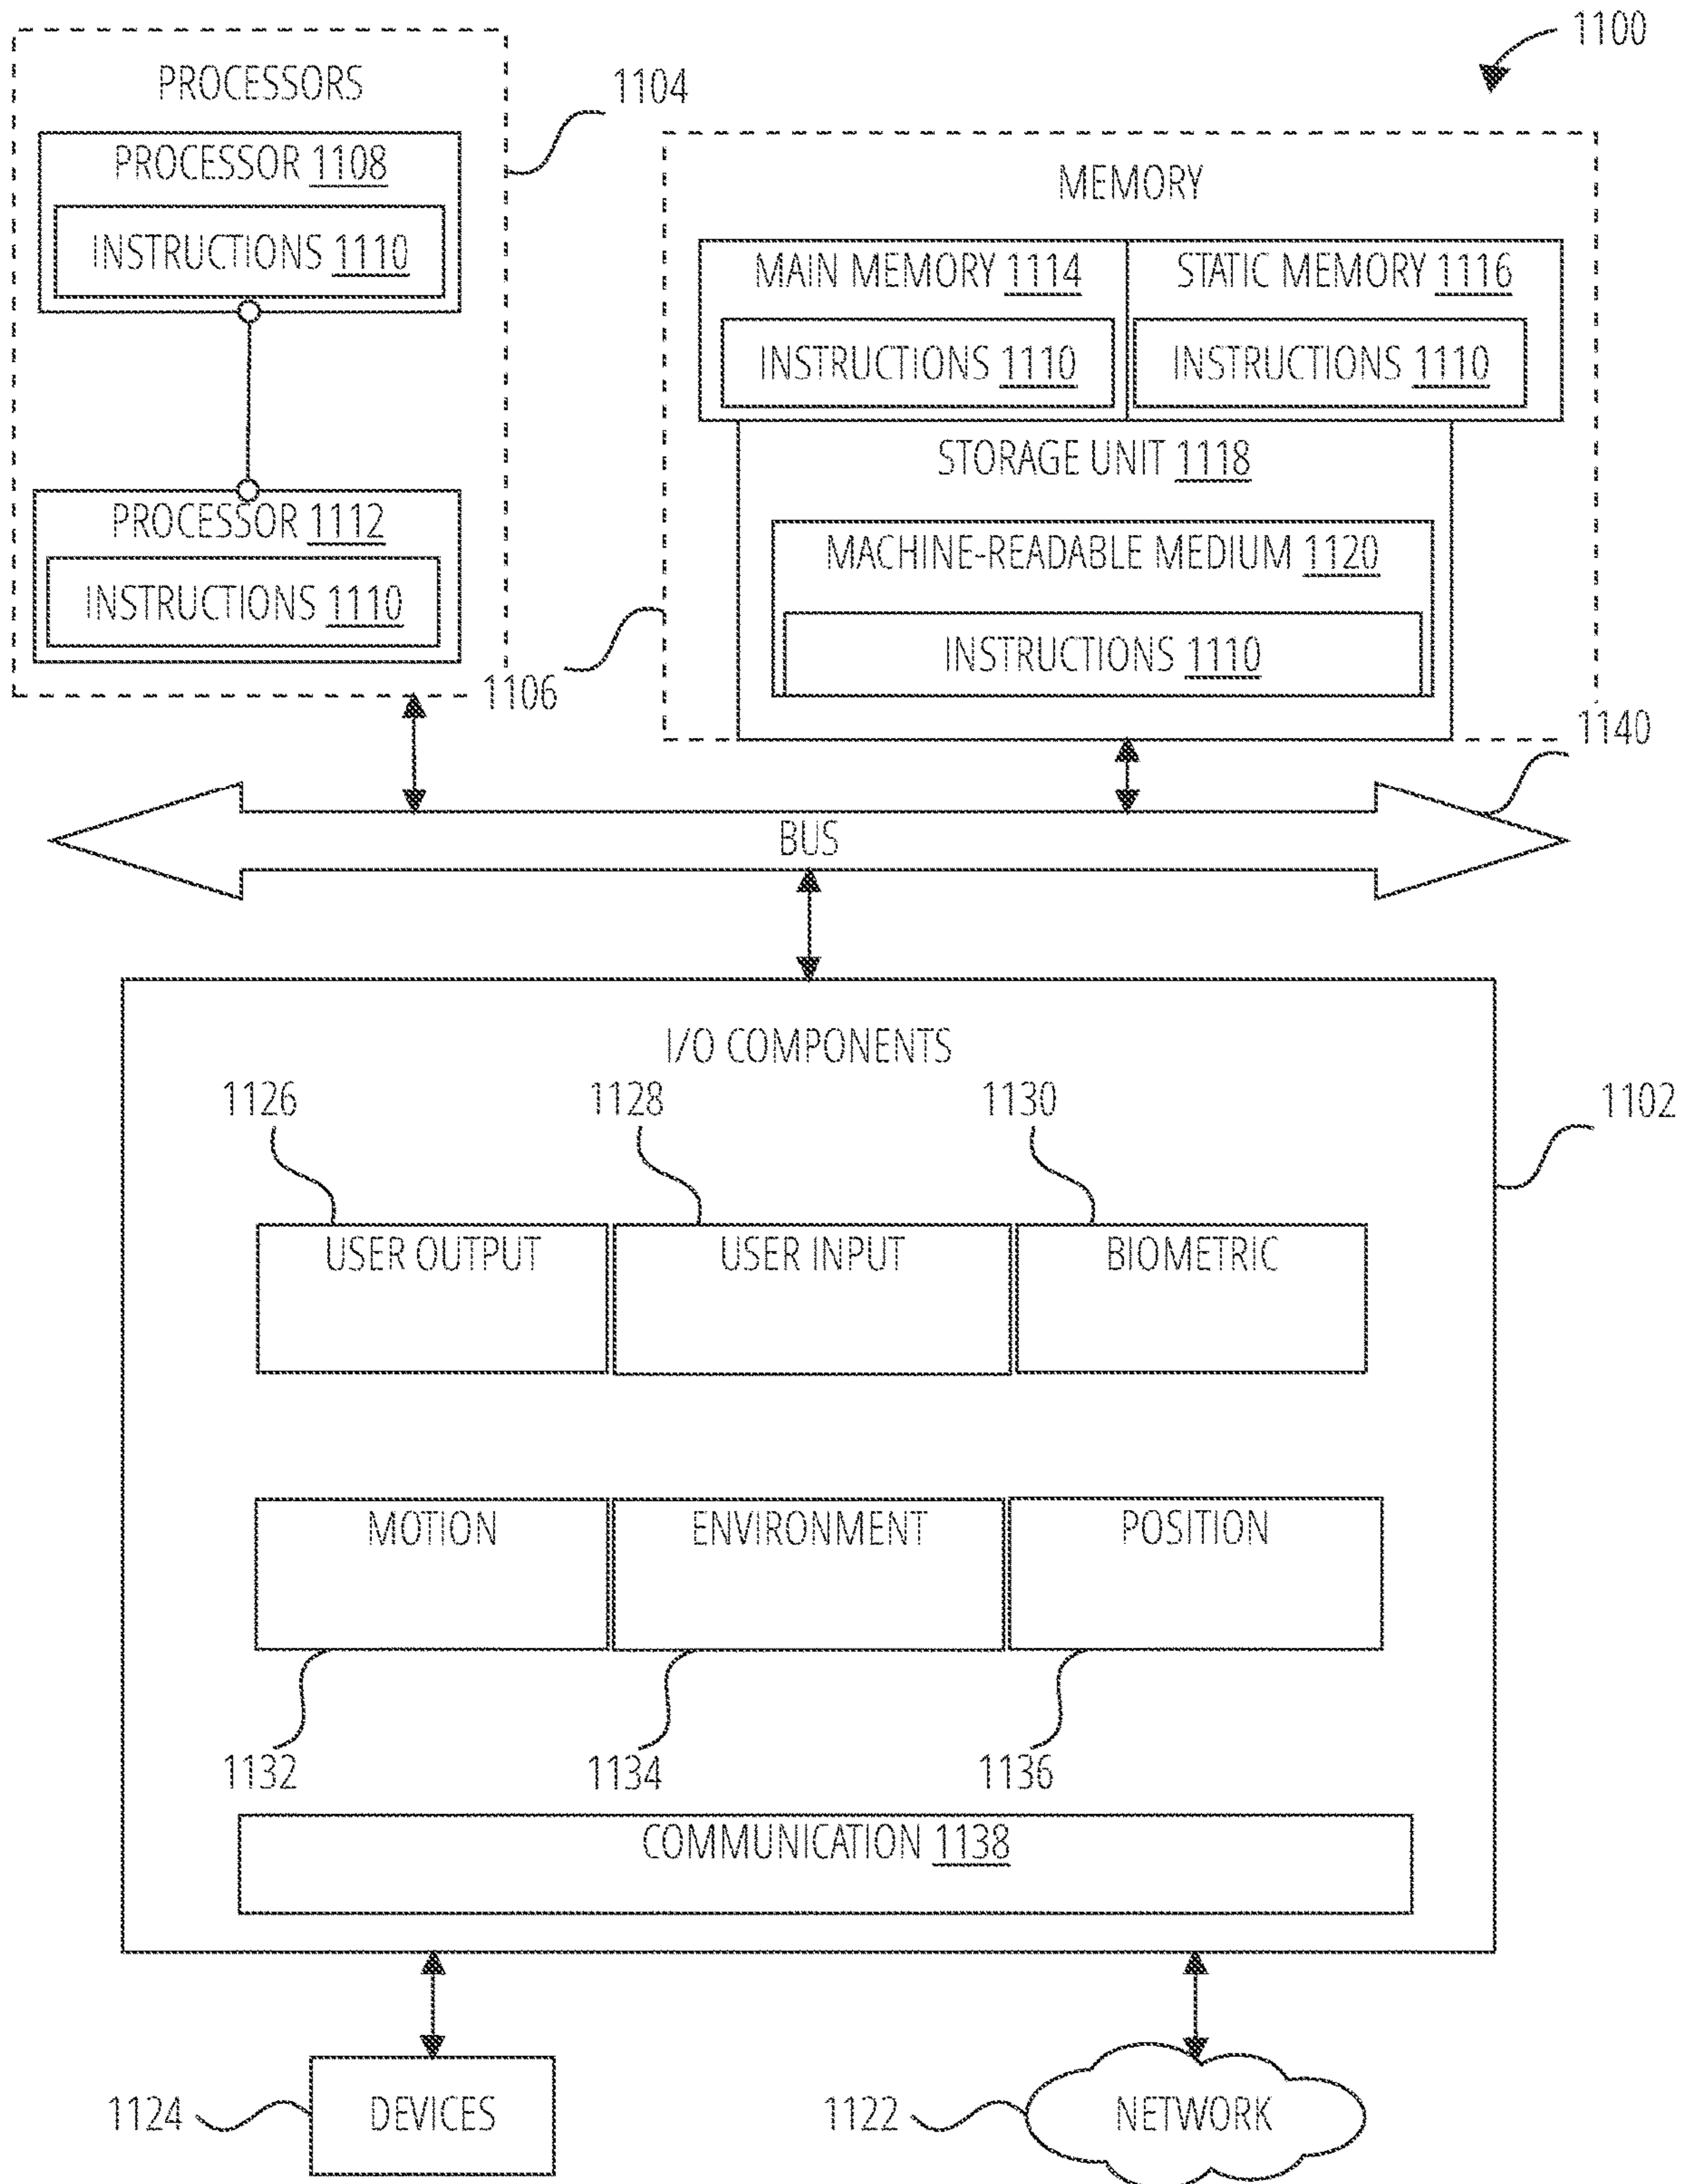 1100
PROCESSORS
1104
PROCESSOR 1108
INSTRUCTIONS 1110
MEMORY
MAIN MEMORY 1114
STATIC MEMORY 1116
INSTRUCTIONS 1110
INSTRUCTIONS 1110
STORAGE UNIT 1118
PROCESSOR 1112
INSTRUCTIONS 1110
MACHINE-READABLE MEDIUM 1120
INSTRUCTIONS 1110
1106
1140
BUS
I/O COMPONENTS
1126
1128
1130
1102
USER OUTPUT
USER INPUT
BIOMETRIC
MOTION
ENVIRONMENT
POSITION
1132
1134
1136
COMMUNICATION 1138
1124
DEVICES
1122
NETWORK